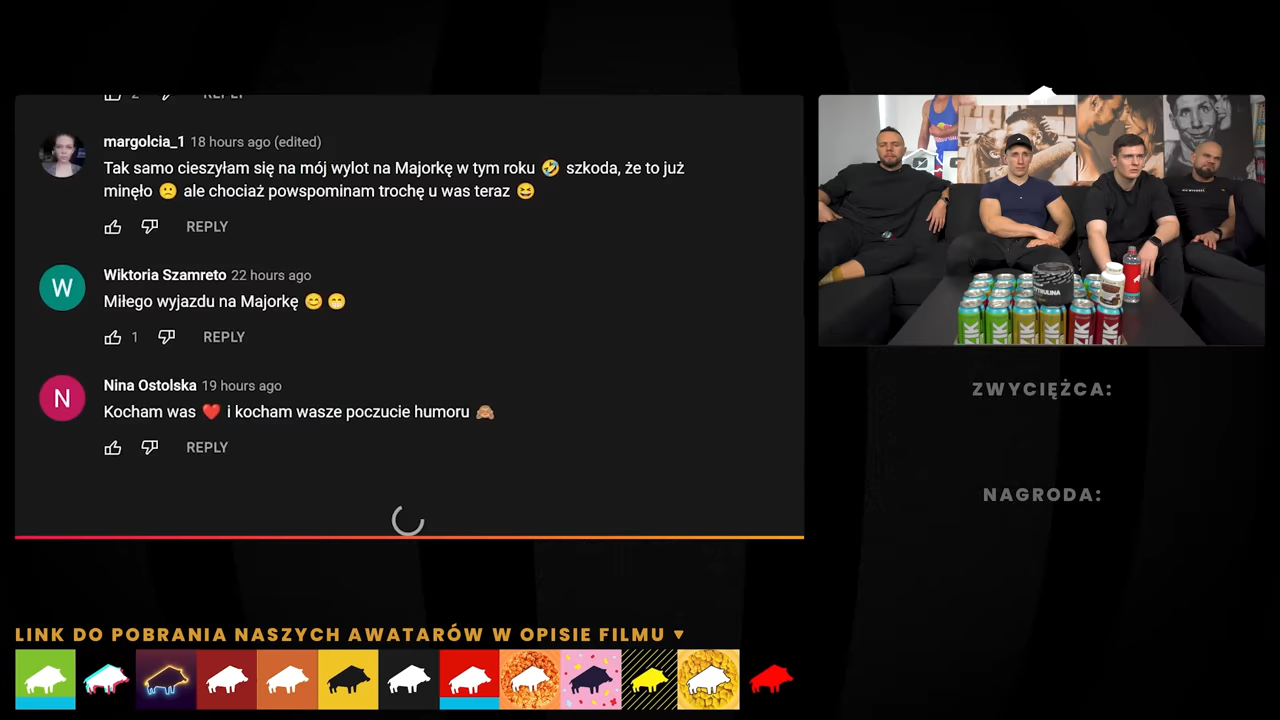 margolcia_1 18 hours ago (edited)
Tak samo cieszyłam się na mój wylot na Majorkę w tym roku 🤣 szkoda, że to już
minęło 🙁 ale chociaż powspominam trochę u was teraz 😆
REPLY
Wiktoria Szamreto 22 hours ago
Miłego wyjazdu na Majorkę 😊 😁
1 REPLY
Nina Ostolska 19 hours ago
Kocham was ❤️ i kocham wasze poczucie humoru 🙈
REPLY
ZWYCIĘZCA:
NAGRODA:
LINK DO POBRANIA NASZYCH AWATARÓW W OPISIE FILMU ▼